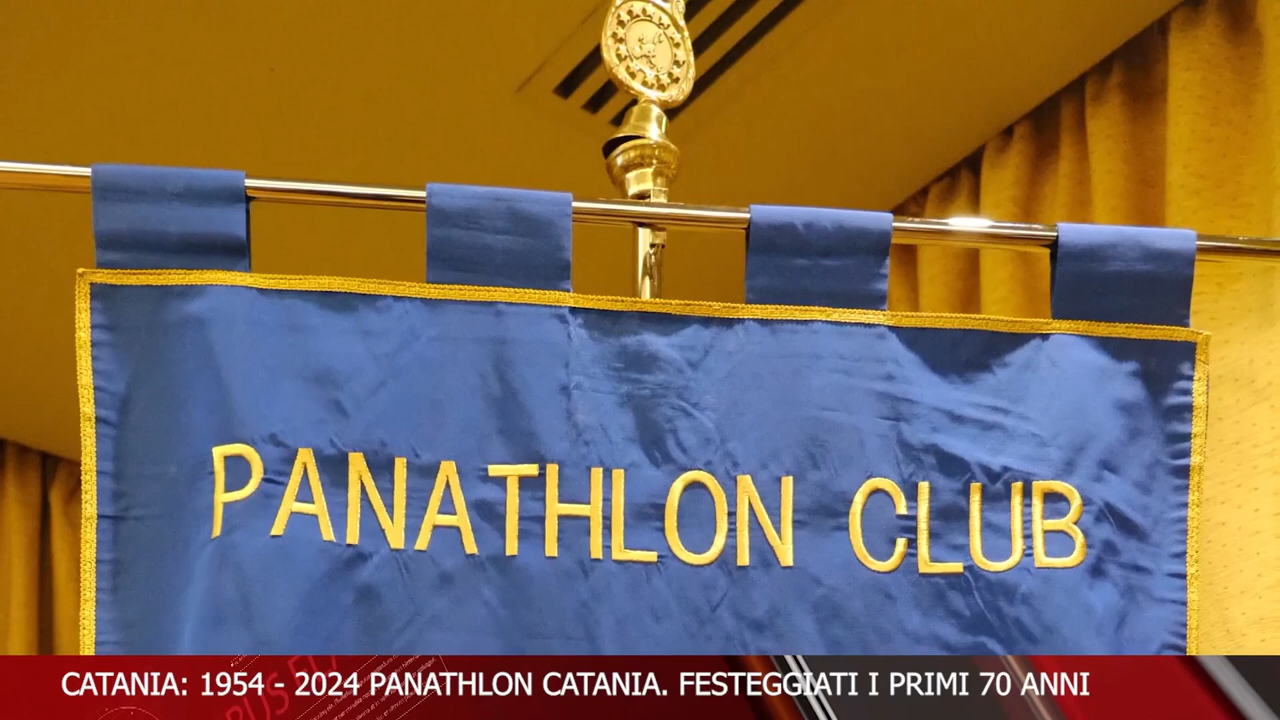 PANATHLON CLUB
CATANIA: 1954 - 2024 PANATHLON CATANIA. FESTEGGIATI I PRIMI 70 ANNI